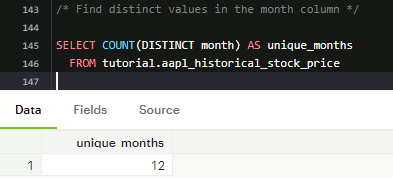 143 /* Find distinct values in the month column */
144
145 SELECT COUNT(DISTINCT month) AS unique_months
146 FROM tutorial.aapl_historical_stock_price
147
Data Fields Source
unique months
1 12